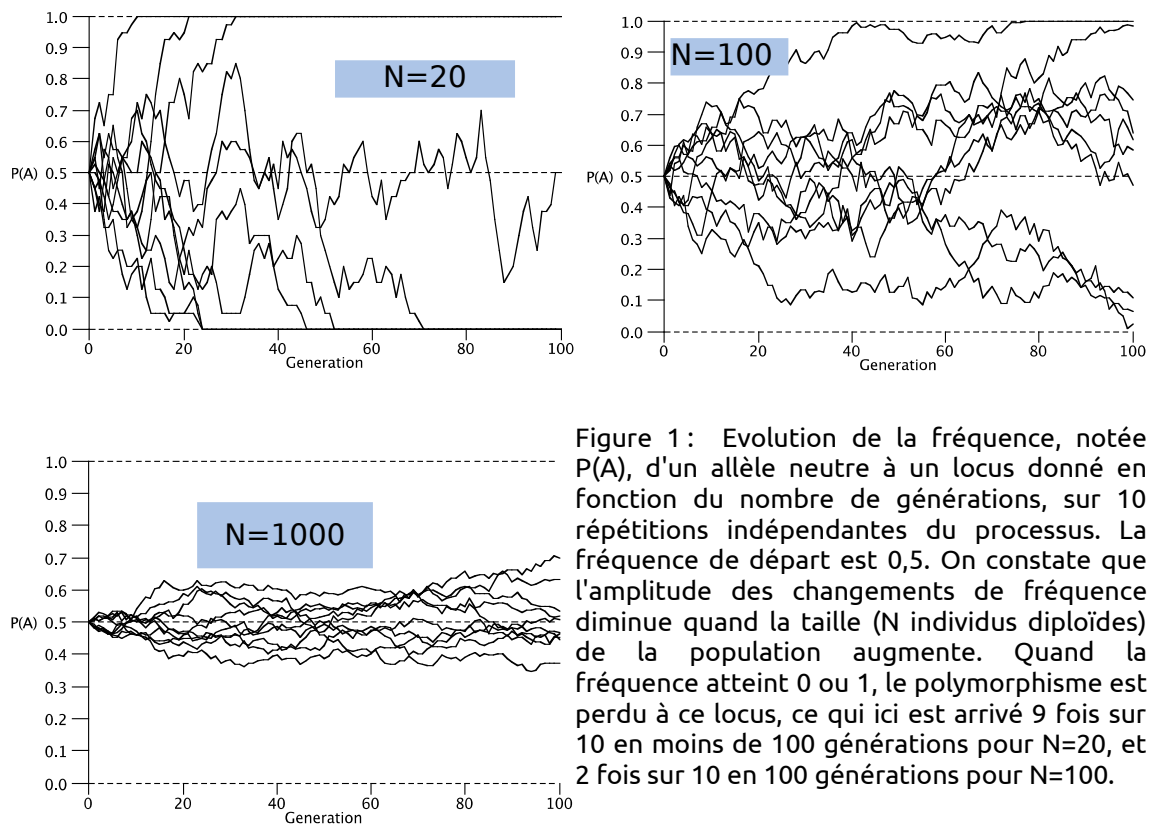 1.0
0.9
0.8
0.7
0.6
P(A) 0.5
0.4
0.3
0.2
0.1
0.0
N=20
0 20 40 60 80 100
Generation
1.0
0.9
0.8
0.7
0.6
P(A) 0.5
0.4
0.3
0.2
0.1
0.0
N=100
0 20 40 60 80 100
Generation
1.0
0.9
0.8
0.7
0.6
P(A) 0.5
0.4
0.3
0.2
0.1
0.0
N=1000
0 20 40 60 80 100
Generation
Figure 1 : Evolution de la fréquence, notée
P(A), d'un allèle neutre à un locus donné en
fonction du nombre de générations, sur 10
répétitions indépendantes du processus. La
fréquence de départ est 0,5. On constate que
l'amplitude des changements de fréquence
diminue quand la taille (N individus diploïdes)
de la population augmente. Quand la
fréquence atteint 0 ou 1, le polymorphisme est
perdu à ce locus, ce qui ici est arrivé 9 fois sur
10 en moins de 100 générations pour N=20, et
2 fois sur 10 en 100 générations pour N=100.